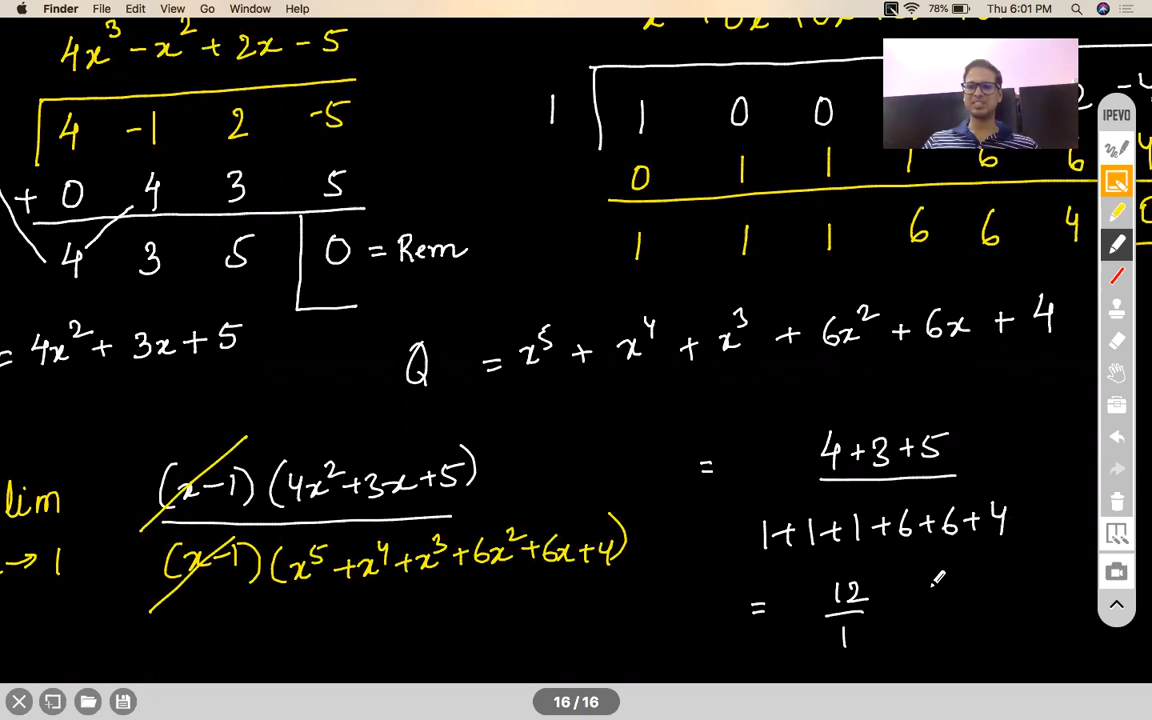 Finder File Edit View Go Window Help 78% Thu 6:01 PM
4x³ - x² + 2x - 5
4 -1 2 -5
+ 0 4 3 5
4 3 5 0 = Rem
= 4x² + 3x + 5
1 1 0 0
0 1 1 1 6 6
1 1 1 6 6 4
Q = x⁵ + x⁴ + x³ + 6x² + 6x + 4
lim (x-1)(4x²+3x+5)
→ 1 (x-1)(x⁵+x⁴+x³+6x²+6x+4)
= 4+3+5
1+1+1+6+6+4
= 12
1
IPEVO
16 / 16